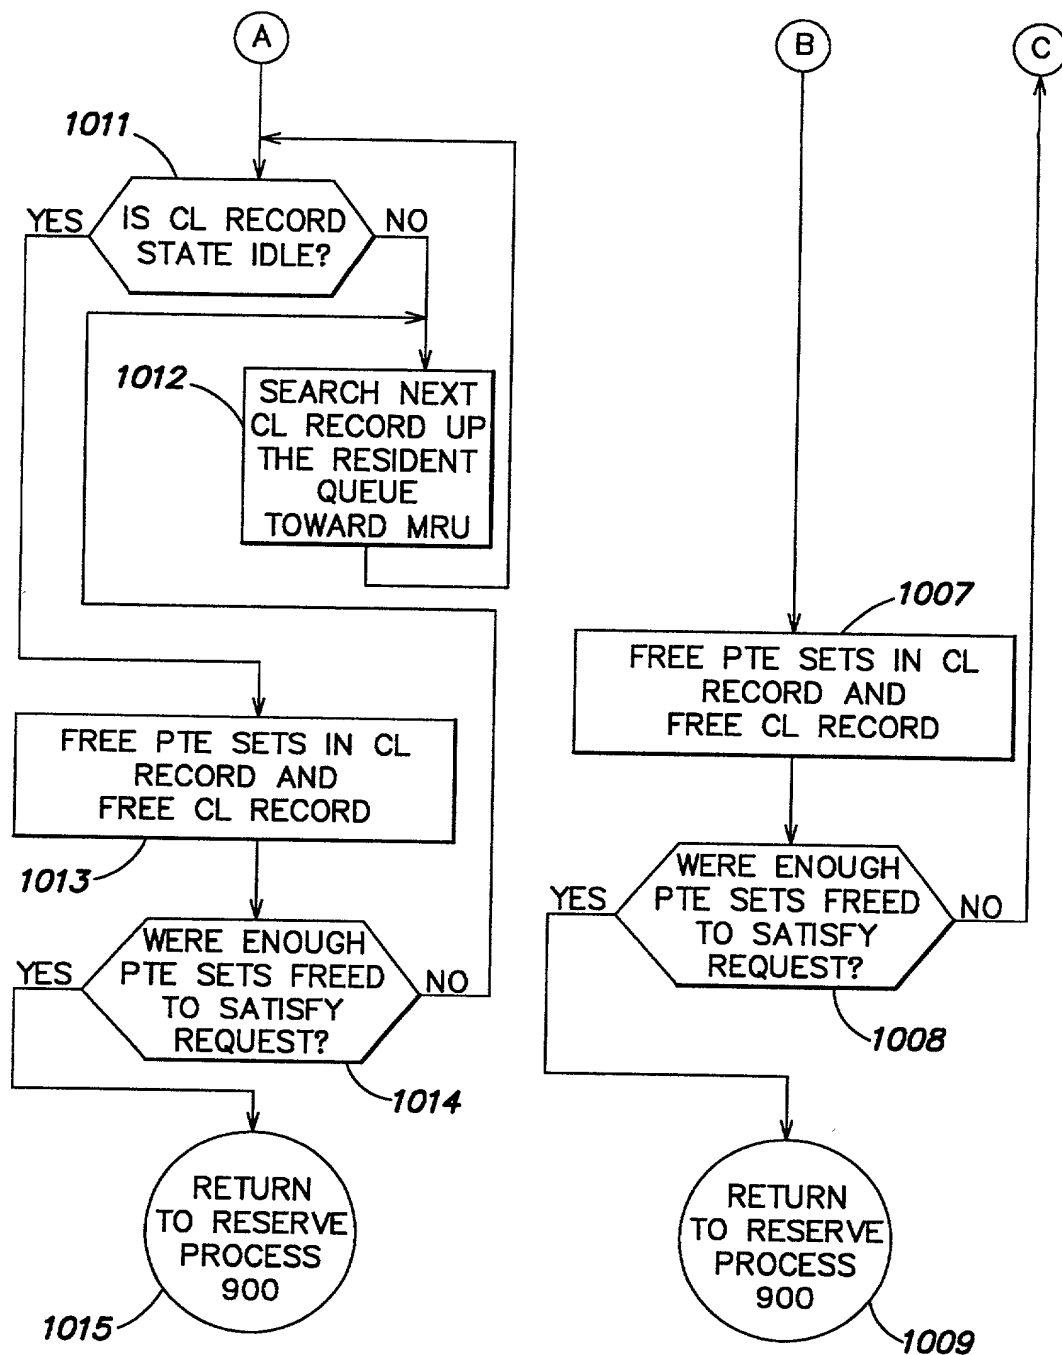 A
1011
YES
IS CL RECORD
STATE IDLE?
NO
1012
SEARCH NEXT
CL RECORD UP
THE RESIDENT
QUEUE
TOWARD MRU
FREE PTE SETS IN CL
RECORD AND
FREE CL RECORD
1013
YES
WERE ENOUGH
PTE SETS FREED
TO SATISFY
REQUEST?
NO
1014
RETURN
TO RESERVE
PROCESS
900
1015
B
C
1007
FREE PTE SETS IN CL
RECORD AND
FREE CL RECORD
YES
WERE ENOUGH
PTE SETS FREED
TO SATISFY
REQUEST?
NO
1008
RETURN
TO RESERVE
PROCESS
900
1009